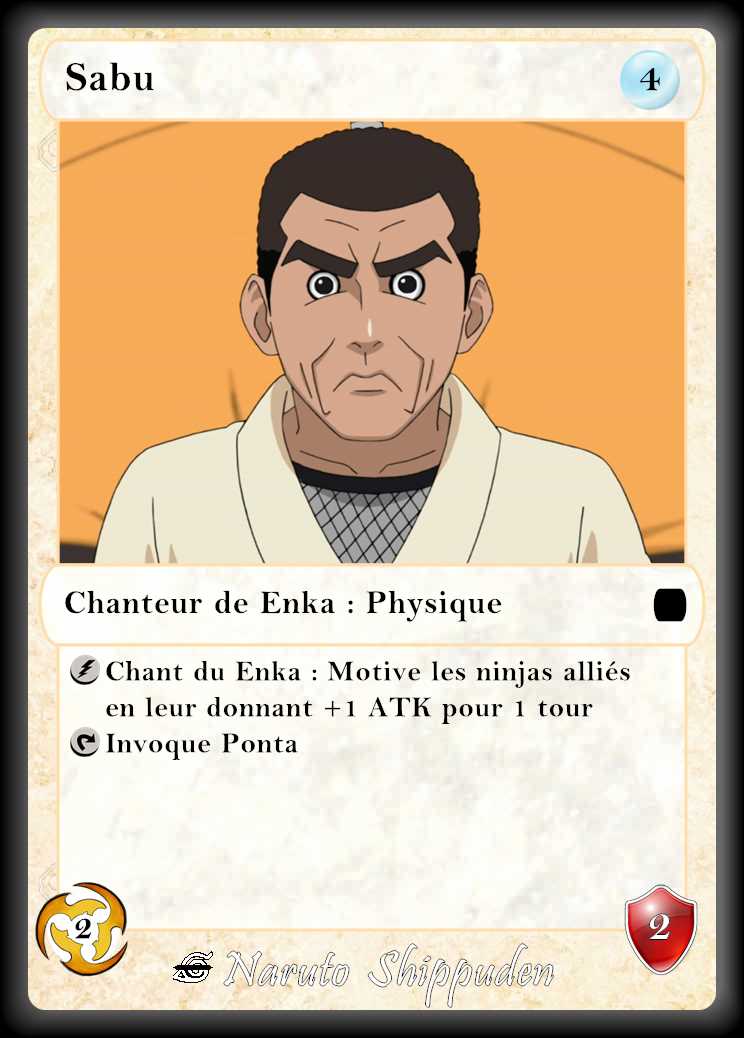 Sabu
4
Chanteur de Enka : Physique
Chant du Enka : Motive les ninjas alliés
en leur donnant +1 ATK pour 1 tour
Invoque Ponta
2
2
Naruto Shippuden